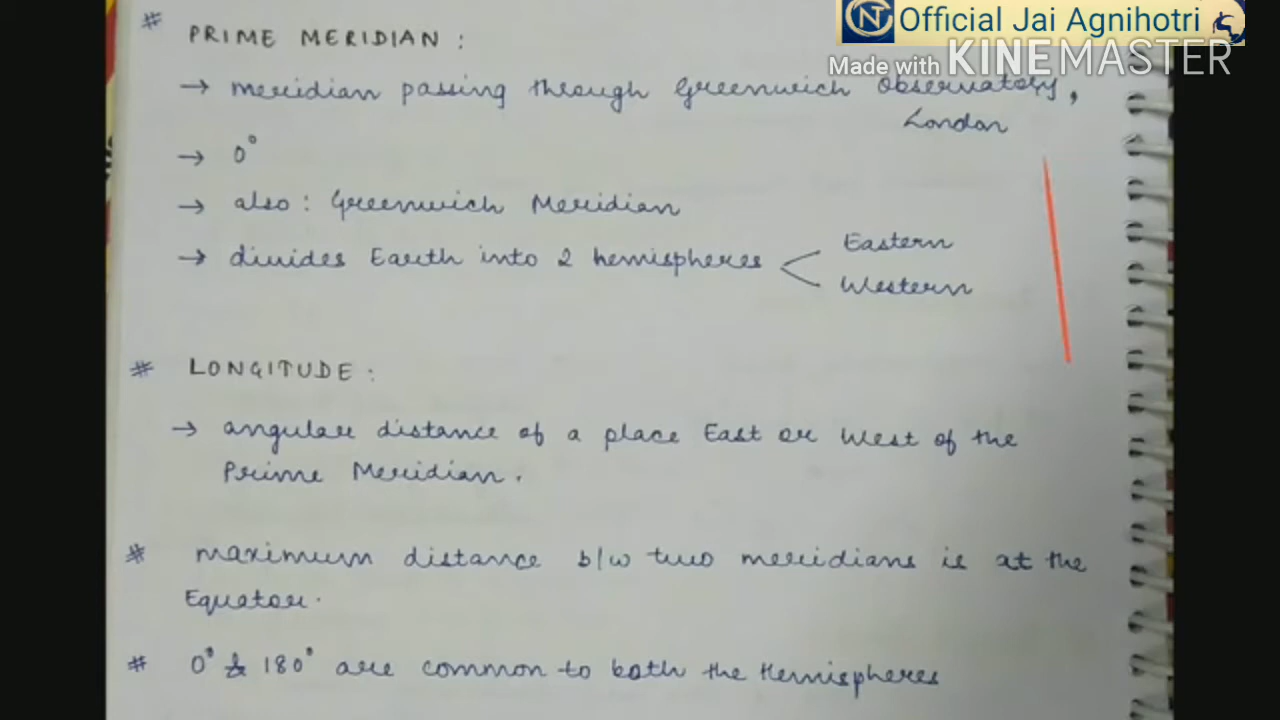 Official Jai Agnihotri
Made with KINEMASTER
# PRIME MERIDIAN :
→ meridian passing through Greenwich Observatory,
London
→ 0°
→ also : Greenwich Meridian
→ divides Earth into 2 hemispheres < Eastern
Western
# LONGITUDE :
→ angular distance of a place East or West of the
Prime Meridian.
# maximum distance b/w two meridians is at the
Equator.
# 0° & 180° are common to both the Hemispheres